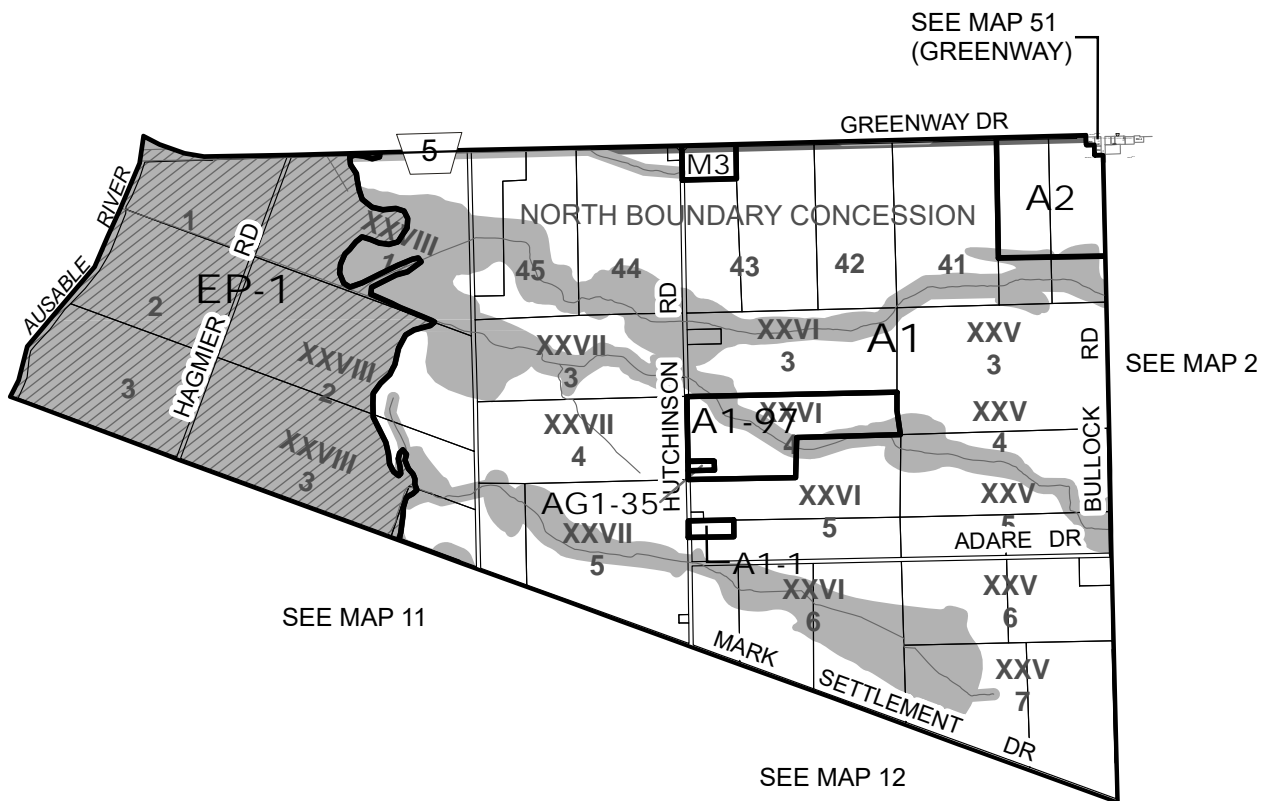 SEE MAP 51
(GREENWAY)
GREENWAY DR
5
M3
A2
AUSABLE RIVER
1
HAGMIER RD
XXVIII
1
NORTH BOUNDARY CONCESSION
45
44
43
42
41
EP-1
2
HUTCHINSON RD
XXVI
3
A1
XXV
3
BULLOCK RD
SEE MAP 2
XXVII
3
XXVIII
2
3
A1-97
XXVI
4
XXV
4
XXVII
4
XXVIII
3
AG1-35
XXVI
5
XXV
5
XXVII
5
ADARE DR
A1-1
XXVI
6
XXV
6
SEE MAP 11
MARK SETTLEMENT DR
XXV
7
SEE MAP 12